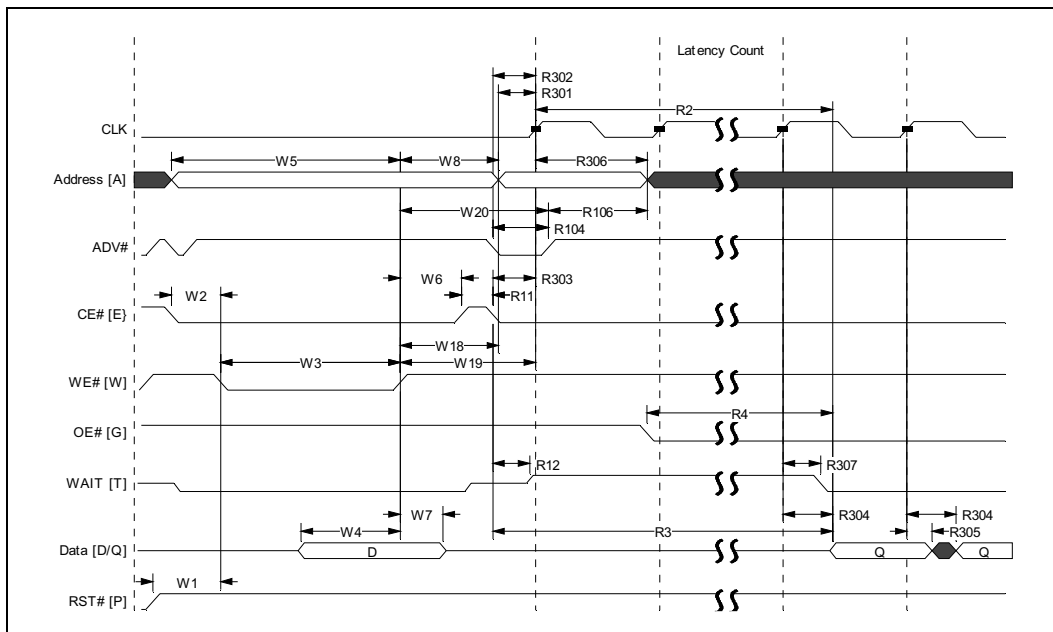 Latency Count
R302
R301
R2
CLK
W5
W8
R306
Address [A]
W20
R106
R104
ADV#
W6
R303
W2
R11
CE# [E}
W18
W3
W19
WE# [W]
R4
OE# [G]
R12
R307
WAIT [T]
W7
R304
R304
W4
R3
R305
Data [D/Q]
D
Q
Q
W1
RST# [P]